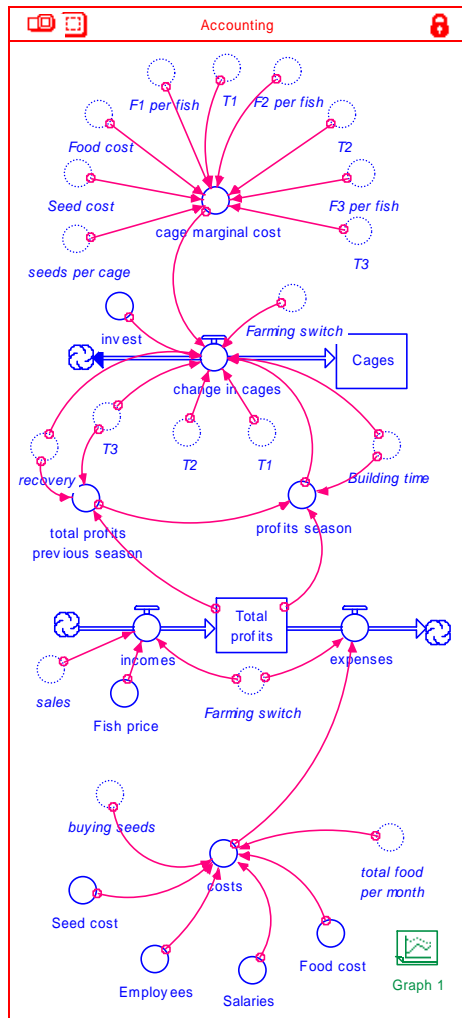 Accounting
F1 per fish
T1
F2 per fish
Food cost
T2
Seed cost
F3 per fish
cage marginal cost
seeds per cage
T3
invest
Farming switch
Cages
change in cages
T3
T2
T1
recovery
Building time
total profits
previous season
profits season
Total
profits
incomes
expenses
sales
Farming switch
Fish price
buying seeds
costs
total food
per month
Seed cost
Food cost
Employees
Salaries
Graph 1